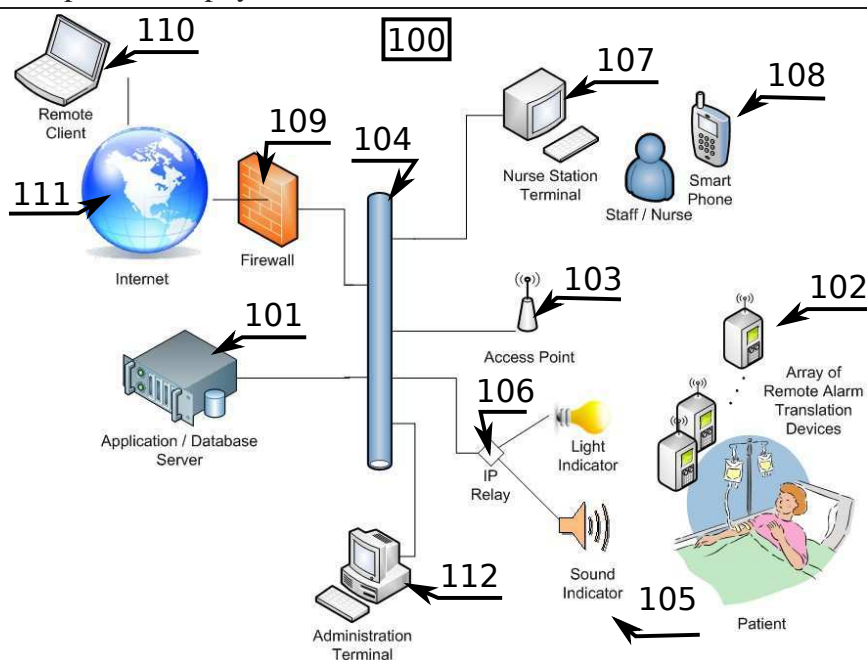 110
100
107
108
Remote
Client
109
104
Nurse Station
Terminal
Smart
Phone
111
Staff / Nurse
Internet
Firewall
103
102
101
Access Point
Array of
Remote Alarm
Translation
Devices
106
Application / Database
Server
Light
Indicator
IP
Relay
112
Sound
Indicator
105
Patient
Administration
Terminal